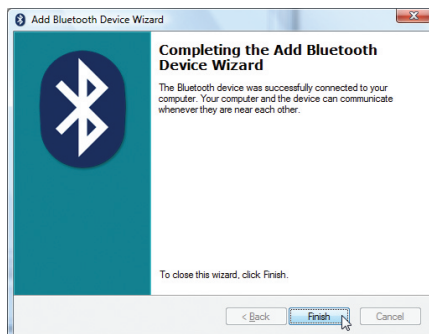 Add Bluetooth Device Wizard
Completing the Add Bluetooth
Device Wizard
The Bluetooth device was successfully connected to your
computer. Your computer and the device can communicate
whenever they are near each other.
To close this wizard, click Finish.
< Back
Finish
Cancel